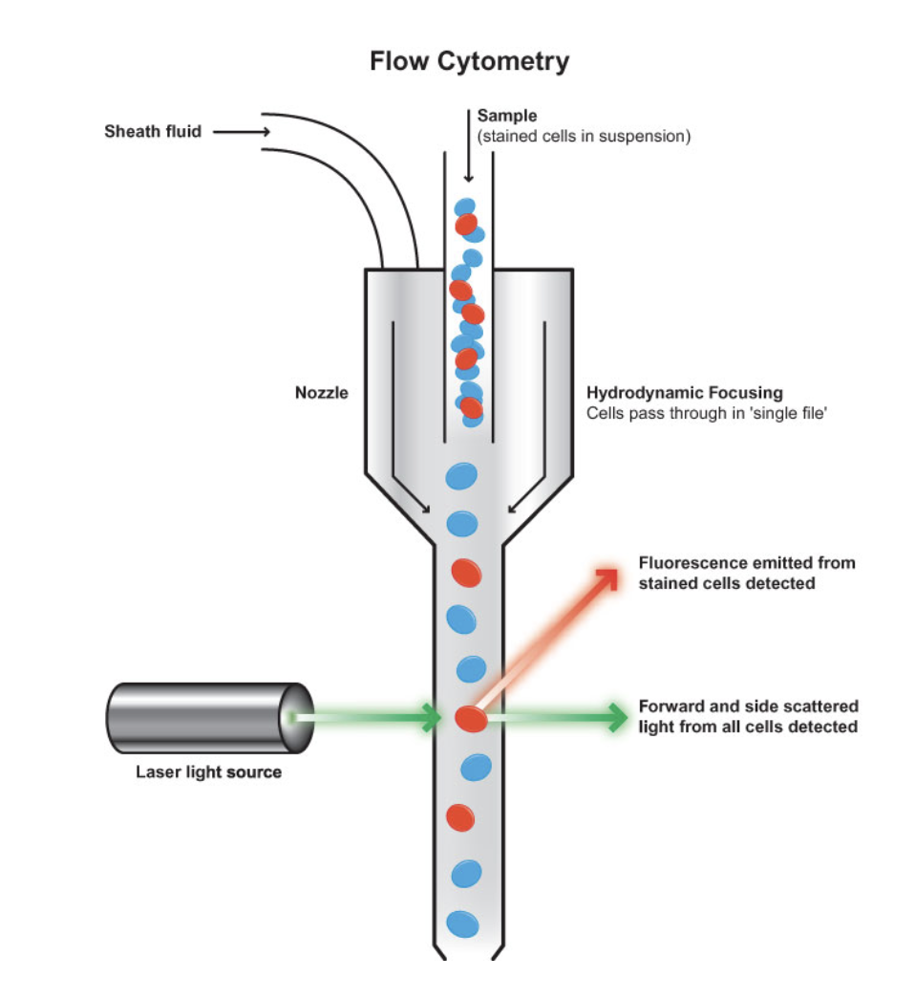 Flow Cytometry
Sheath fluid
Sample
(stained cells in suspension)
Nozzle
Hydrodynamic Focusing
Cells pass through in 'single file'
Fluorescence emitted from
stained cells detected
Forward and side scattered
light from all cells detected
Laser light source